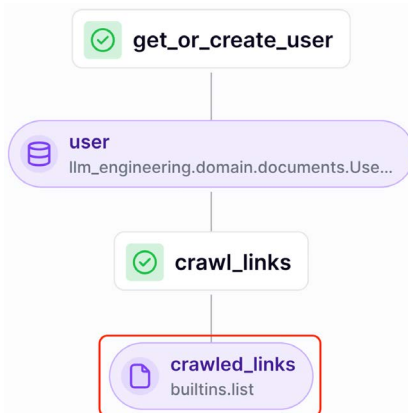 get_or_create_user
user
llm_engineering.domain.documents.Use...
crawl_links
crawled_links
builtins.list